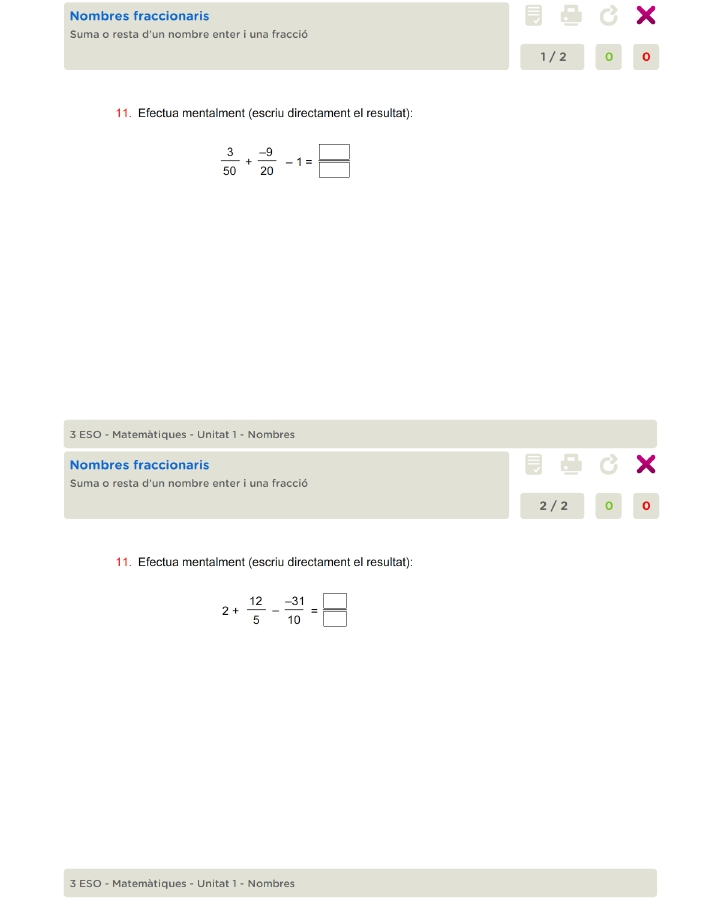 Nombres fraccionaris
Suma o resta d'un nombre enter i una fracció
1 / 2
0
0
11. Efectua mentalment (escriu directament el resultat):
3/50 + –9/20 – 1 =
3 ESO - Matemàtiques - Unitat 1 - Nombres
Nombres fraccionaris
Suma o resta d'un nombre enter i una fracció
2 / 2
0
0
11. Efectua mentalment (escriu directament el resultat):
2 + 12/5 – –31/10 =
3 ESO - Matemàtiques - Unitat 1 - Nombres